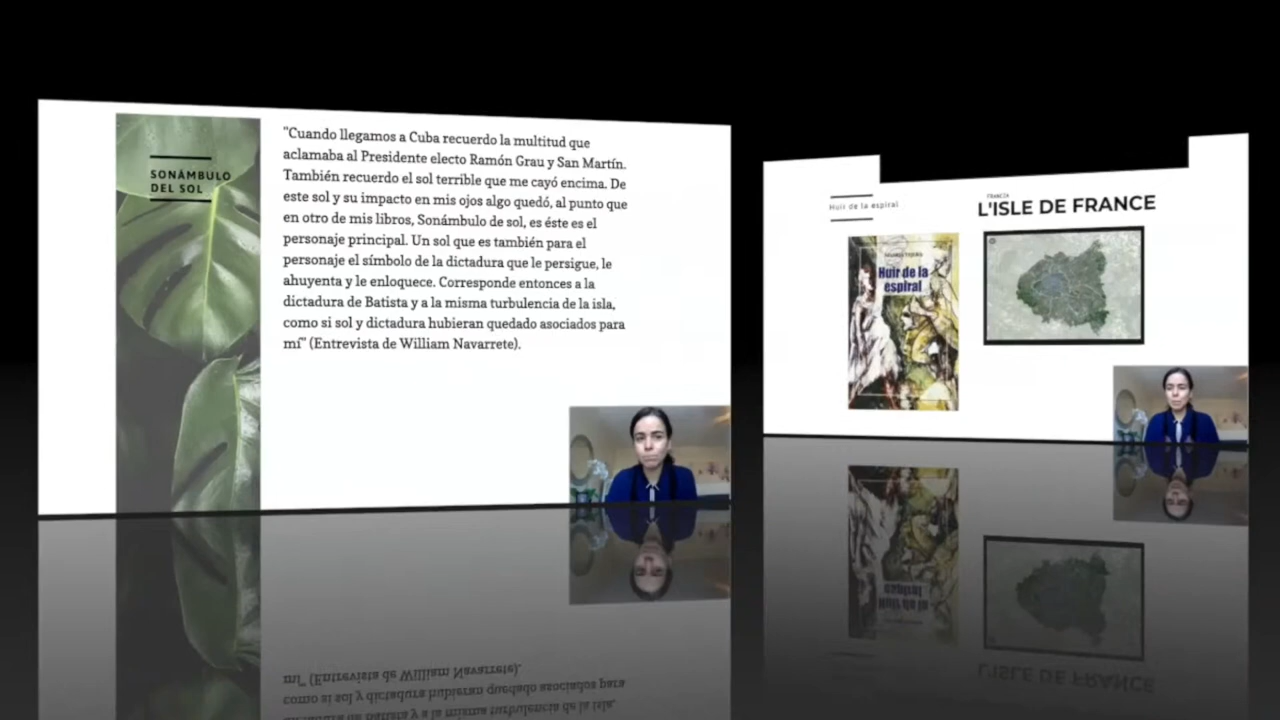 SONÁMBULO
DEL SOL
"Cuando llegamos a Cuba recuerdo la multitud que
aclamaba al Presidente electo Ramón Grau y San Martín.
También recuerdo el sol terrible que me cayó encima. De
este sol y su impacto en mis ojos algo quedó, al punto que
en otro de mis libros, Sonámbulo de sol, es éste es el
personaje principal. Un sol que es también para el
personaje el símbolo de la dictadura que le persigue, le
ahuyenta y le enloquece. Corresponde entonces a la
dictadura de Batista y a la misma turbulencia de la isla,
como si sol y dictadura hubieran quedado asociados para
mí" (Entrevista de William Navarrete).
Huir de la espiral
Huir de la
espiral
FRANCIA
L'ISLE DE FRANCE